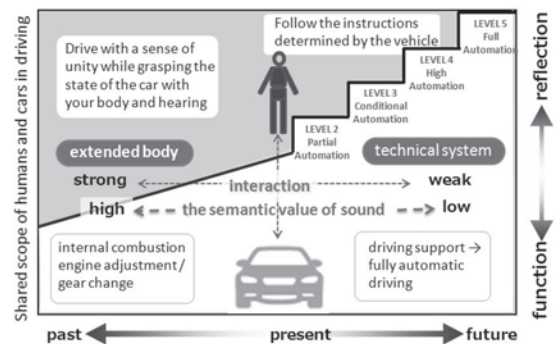 Shared scope of humans and cars in driving
Drive with a sense of
unity while grasping the
state of the car with
your body and hearing
Follow the instructions
determined by the vehicle
LEVEL 5
Full
Automation
LEVEL 4
High
Automation
LEVEL 3
Conditional
Automation
LEVEL 2
Partial
Automation
extended body
technical system
strong
interaction
weak
high
the semantic value of sound
low
internal combustion
engine adjustment/
gear change
driving support →
fully automatic
driving
past
present
future
reflection
function